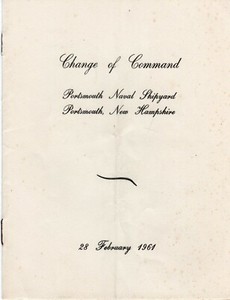 Change of Command
Portsmouth Naval Shipyard
Portsmouth, New Hampshire
28 February 1961